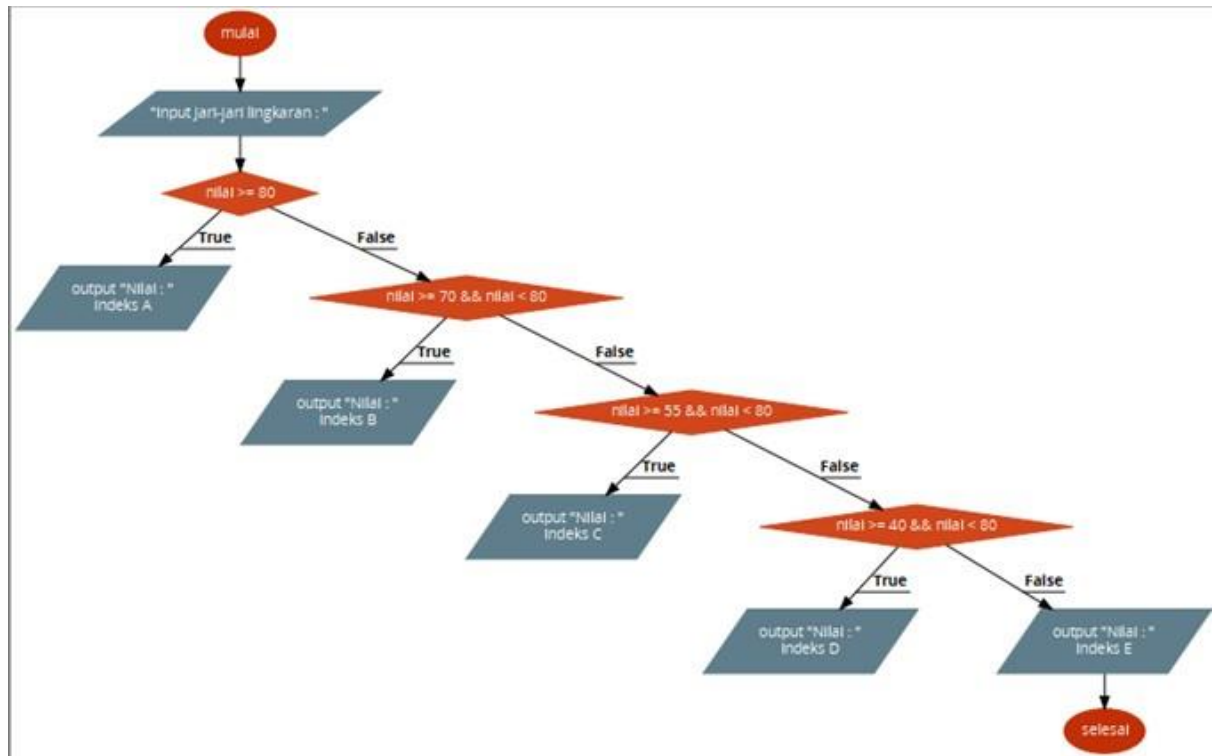 mulai
"Input jari-jari lingkaran : "
nilai >= 80
True
False
output "Nilai : "
Indeks A
nilai >= 70 && nilai < 80
True
False
output "Nilai : "
Indeks B
nilai >= 55 && nilai < 80
True
False
output "Nilai : "
Indeks C
nilai >= 40 && nilai < 80
True
False
output "Nilai : "
Indeks D
output "Nilai : "
Indeks E
selesai